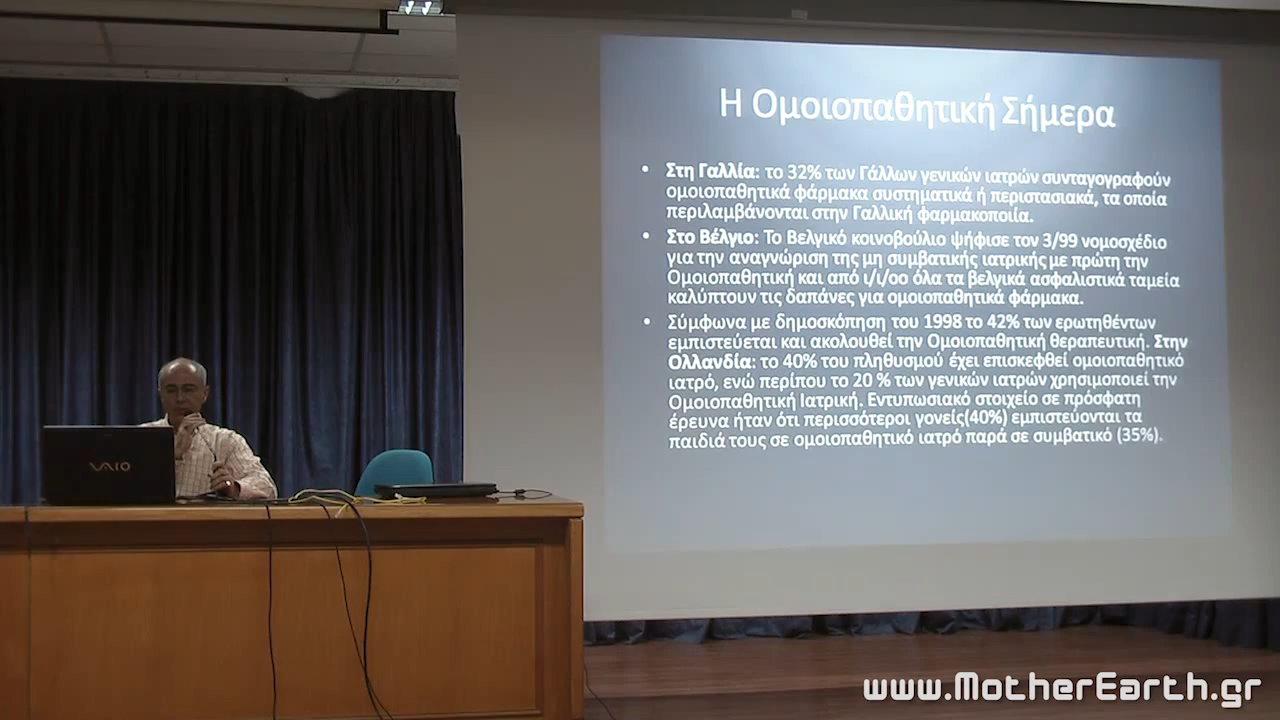 Η Ομοιοπαθητική Σήμερα
• Στη Γαλλία: το 32% των Γάλλων γενικών ιατρών συνταγογραφούν
ομοιοπαθητικά φάρμακα συστηματικά ή περιστασιακά, τα οποία
περιλαμβάνονται στην Γαλλική φαρμακοποιία.
• Στο Βέλγιο: Το Βελγικό κοινοβούλιο ψήφισε τον 3/99 νομοσχέδιο
για την αναγνώριση της μη συμβατικής ιατρικής με πρώτη την
Ομοιοπαθητική και από ι/ι/οο όλα τα βελγικά ασφαλιστικά ταμεία
καλύπτουν τις δαπάνες για ομοιοπαθητικά φάρμακα.
• Σύμφωνα με δημοσκόπηση του 1998 το 42% των ερωτηθέντων
εμπιστεύεται και ακολουθεί την Ομοιοπαθητική θεραπευτική. Στην
Ολλανδία: το 40% του πληθυσμού έχει επισκεφθεί ομοιοπαθητικό
ιατρό, ενώ περίπου το 20 % των γενικών ιατρών χρησιμοποιεί την
Ομοιοπαθητική Ιατρική. Εντυπωσιακό στοιχείο σε πρόσφατη
έρευνα ήταν ότι περισσότεροι γονείς(40%) εμπιστεύονται τα
παιδιά τους σε ομοιοπαθητικό ιατρό παρά σε συμβατικό (35%).
VAIO
www.MotherEarth.gr